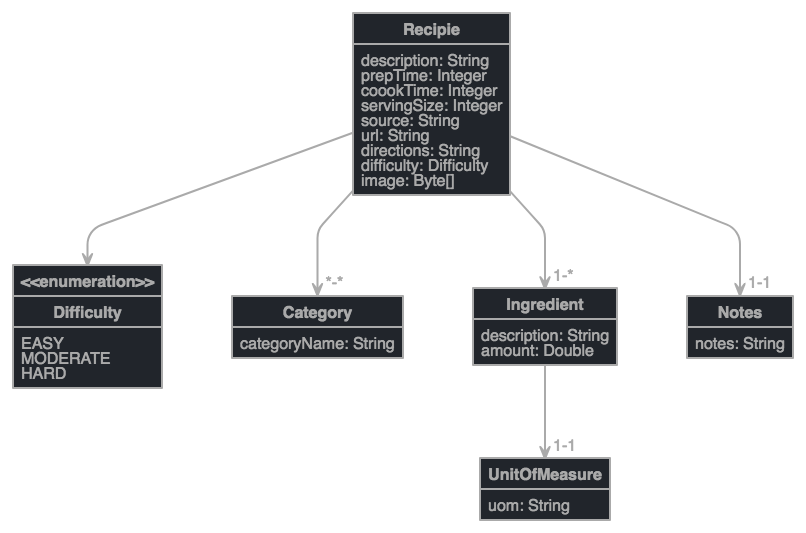 Recipie
description: String
prepTime: Integer
coookTime: Integer
servingSize: Integer
source: String
url: String
directions: String
difficulty: Difficulty
image: Byte[]
<<enumeration>>
Difficulty
EASY
MODERATE
HARD
*-*
Category
categoryName: String
1-*
Ingredient
description: String
amount: Double
1-1
Notes
notes: String
1-1
UnitOfMeasure
uom: String